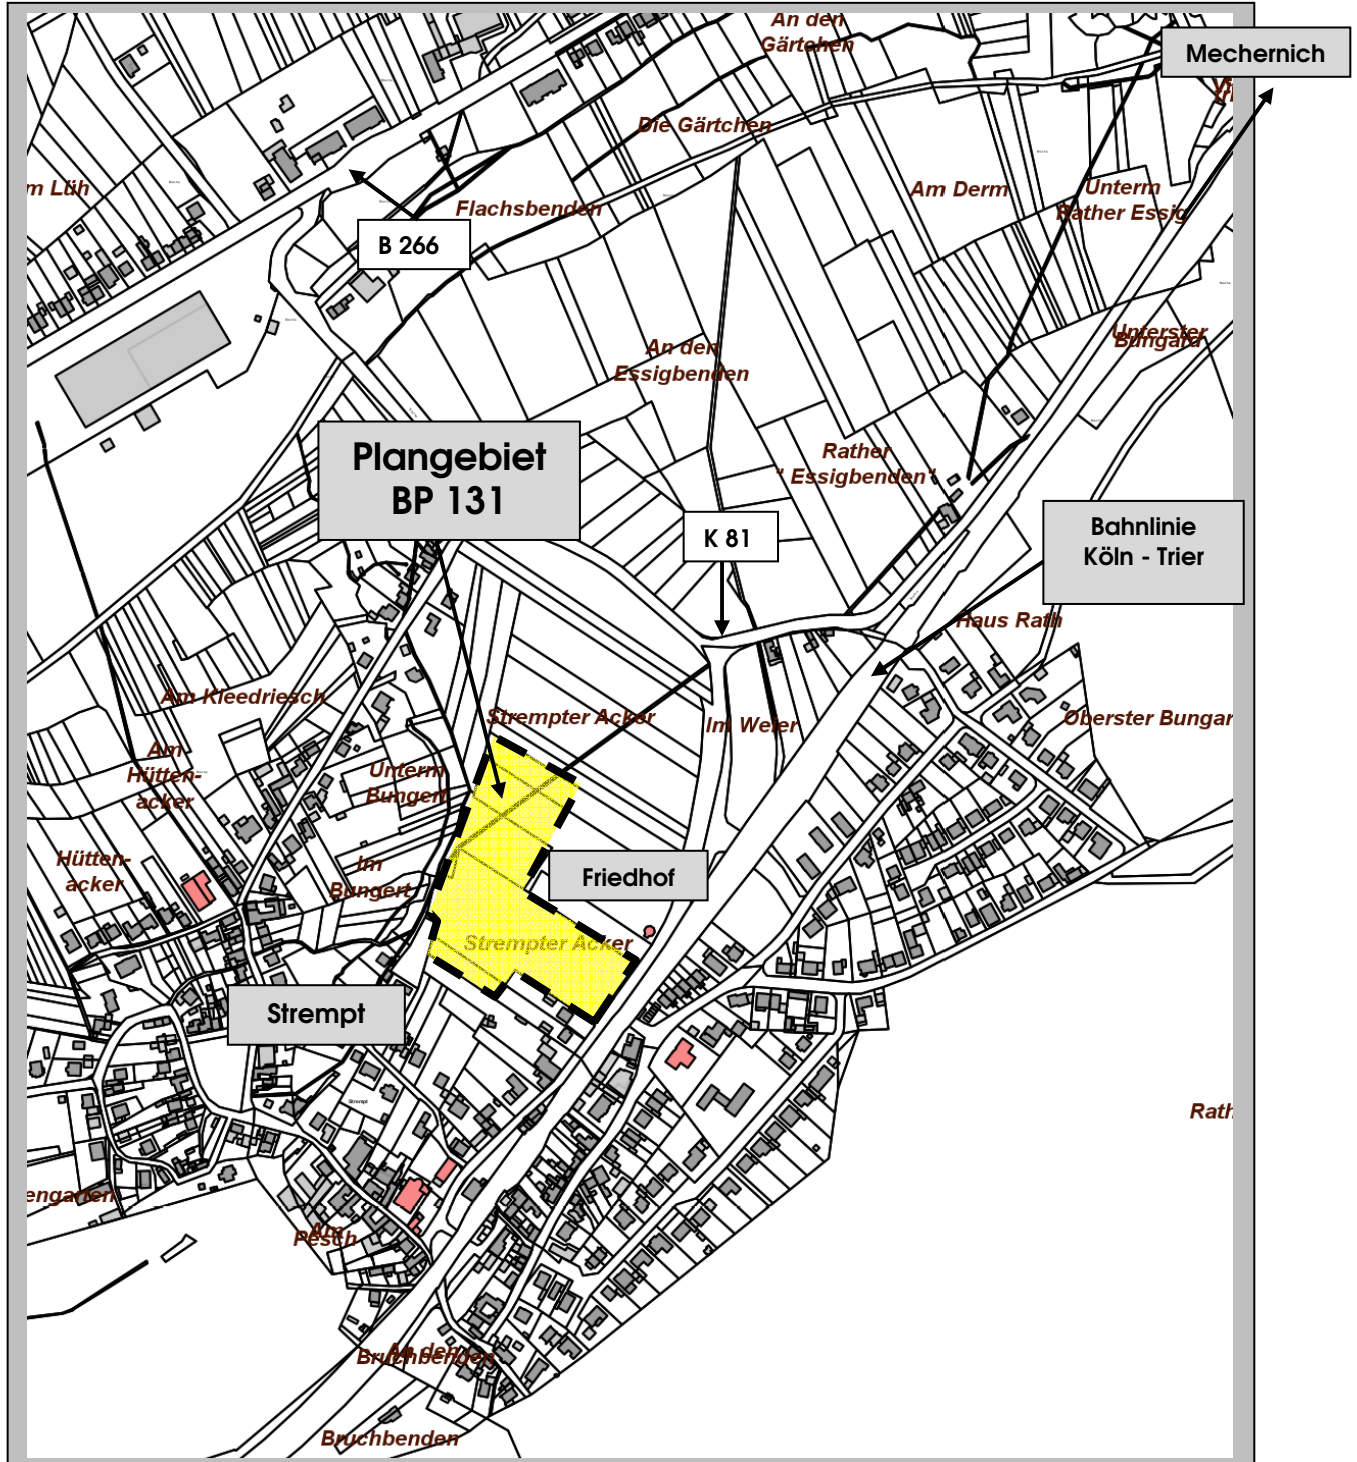 An den
Gärtchen
Mechernich
Die Gärtchen
m Lüh
Flachsbenden
Am Derm
Unterm
Rather Essig
B 266
Unterster
Bungard
An den
Essigbenden
Plangebiet
BP 131
Rather
" Essigbenden"
K 81
Bahnlinie
Köln - Trier
Haus Rath
Am Kleedriesch
Strempter Acker
Im Weier
Oberster Bungar
Am
Hütten-
acker
Unterm
Bungert
Hütten-
acker
Im
Bungert
Friedhof
Strempter Acker
Strempt
Strempt
Rath
engarten
Am
Pesch
An den
Bruchbenden
Bruchbenden